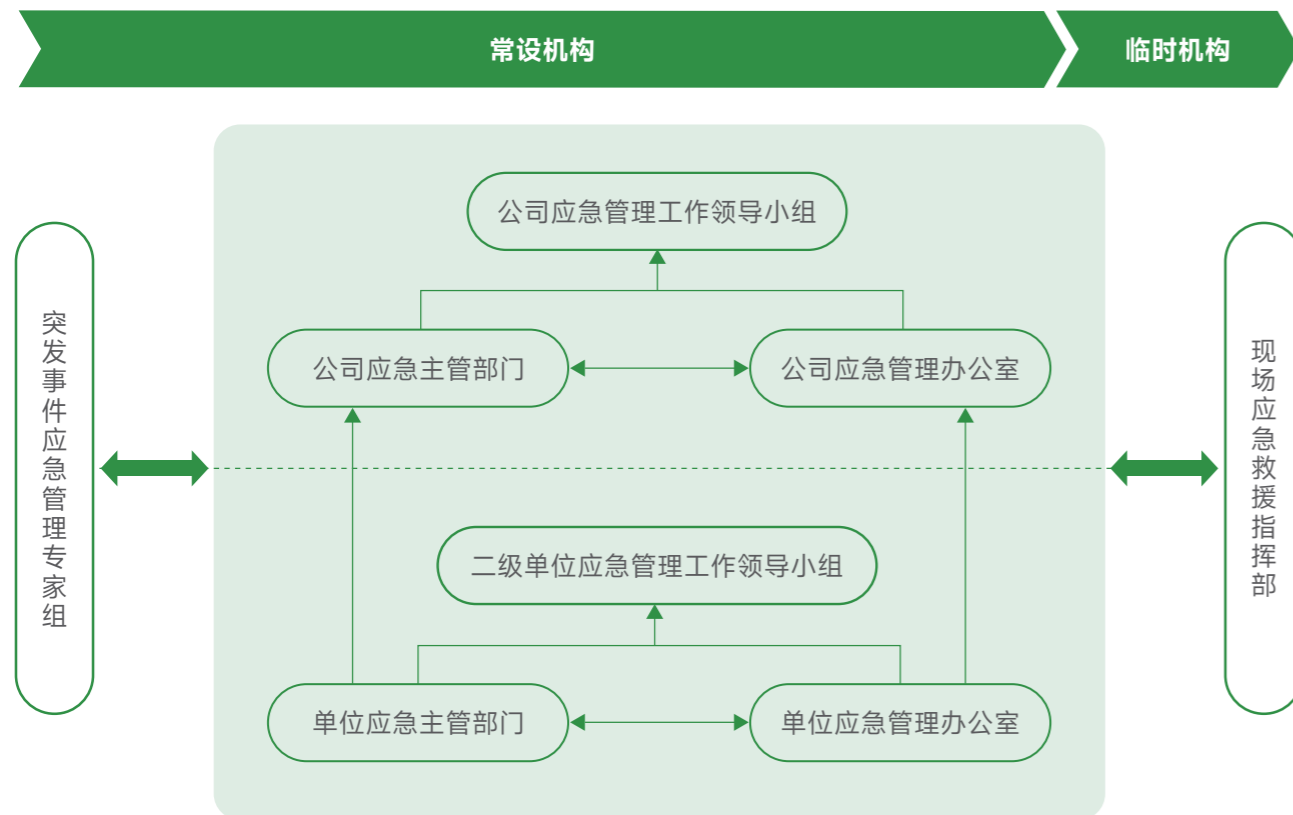 常设机构
临时机构
公司应急管理工作领导小组
突发事件应急管理专家组
公司应急主管部门
公司应急管理办公室
现场应急救援指挥部
二级单位应急管理工作领导小组
单位应急主管部门
单位应急管理办公室